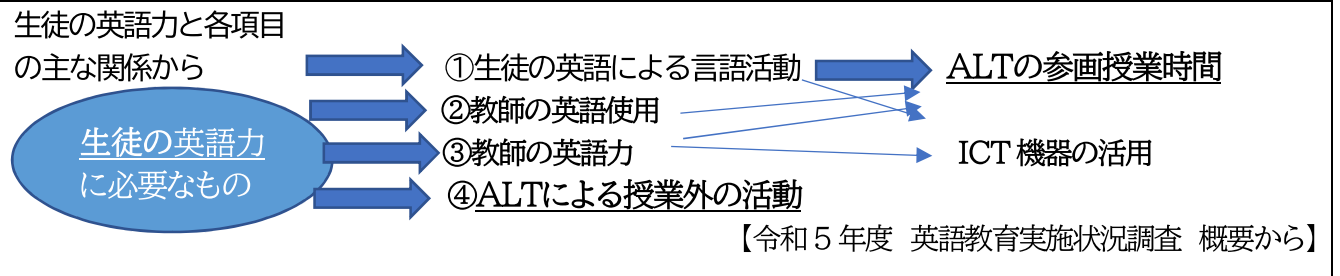 生徒の英語力と各項目
の主な関係から
①生徒の英語による言語活動
ALTの参画授業時間
②教師の英語使用
生徒の英語力
に必要なもの
③教師の英語力
ICT 機器の活用
④ALTによる授業外の活動
【令和５年度　英語教育実施状況調査　概要から】